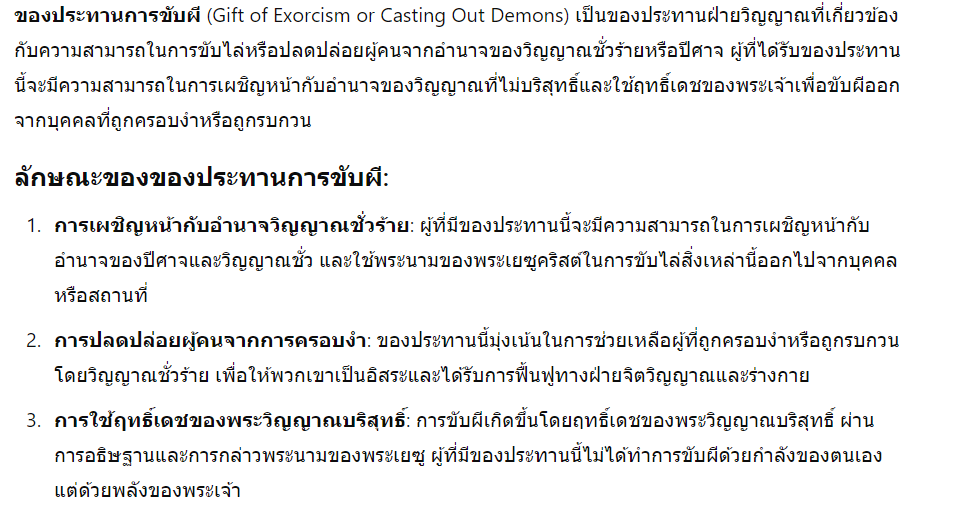 ของประทานการขับผี (Gift of Exorcism or Casting Out Demons) เป็นของประทานฝ่ายวิญญาณที่เกี่ยวข้อง
กับความสามารถในการขับไล่หรือปลดปล่อยผู้คนจากอำนาจของวิญญาณชั่วร้ายหรือปีศาจ ผู้ที่ได้รับของประทาน
นี้จะมีความสามารถในการเผชิญหน้ากับอำนาจของวิญญาณที่ไม่บริสุทธิ์และใช้ฤทธิ์เดชของพระเจ้าเพื่อขับผีออก
จากบุคคลที่ถูกครอบงำหรือถูกรบกวน
ลักษณะของของประทานการขับผี:
1. การเผชิญหน้ากับอำนาจวิญญาณชั่วร้าย: ผู้ที่มีของประทานนี้จะมีความสามารถในการเผชิญหน้ากับ
อำนาจของปีศาจและวิญญาณชั่ว และใช้พระนามของพระเยซูคริสต์ในการขับไล่สิ่งเหล่านี้ออกไปจากบุคคล
หรือสถานที่
2. การปลดปล่อยผู้คนจากการครอบงำ: ของประทานนี้มุ่งเน้นในการช่วยเหลือผู้ที่ถูกครอบงำหรือถูกรบกวน
โดยวิญญาณชั่วร้าย เพื่อให้พวกเขาเป็นอิสระและได้รับการฟื้นฟูทางฝ่ายจิตวิญญาณและร่างกาย
3. การใช้ฤทธิ์เดชของพระวิญญาณบริสุทธิ์: การขับผีเกิดขึ้นโดยฤทธิ์เดชของพระวิญญาณบริสุทธิ์ ผ่าน
การอธิษฐานและการกล่าวพระนามของพระเยซู ผู้ที่มีของประทานนี้ไม่ได้ทำการขับผีด้วยกำลังของตนเอง
แต่ด้วยพลังของพระเจ้า